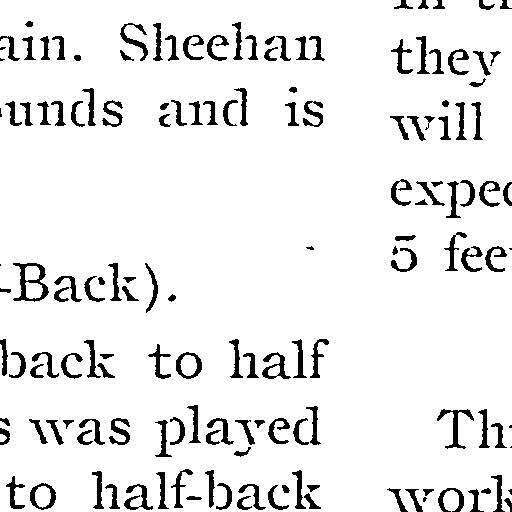 ain. Sheehan
ounds and is
-Back).
back to half
s was played
to half-back
they
will
expec
5 fee
Thi
work